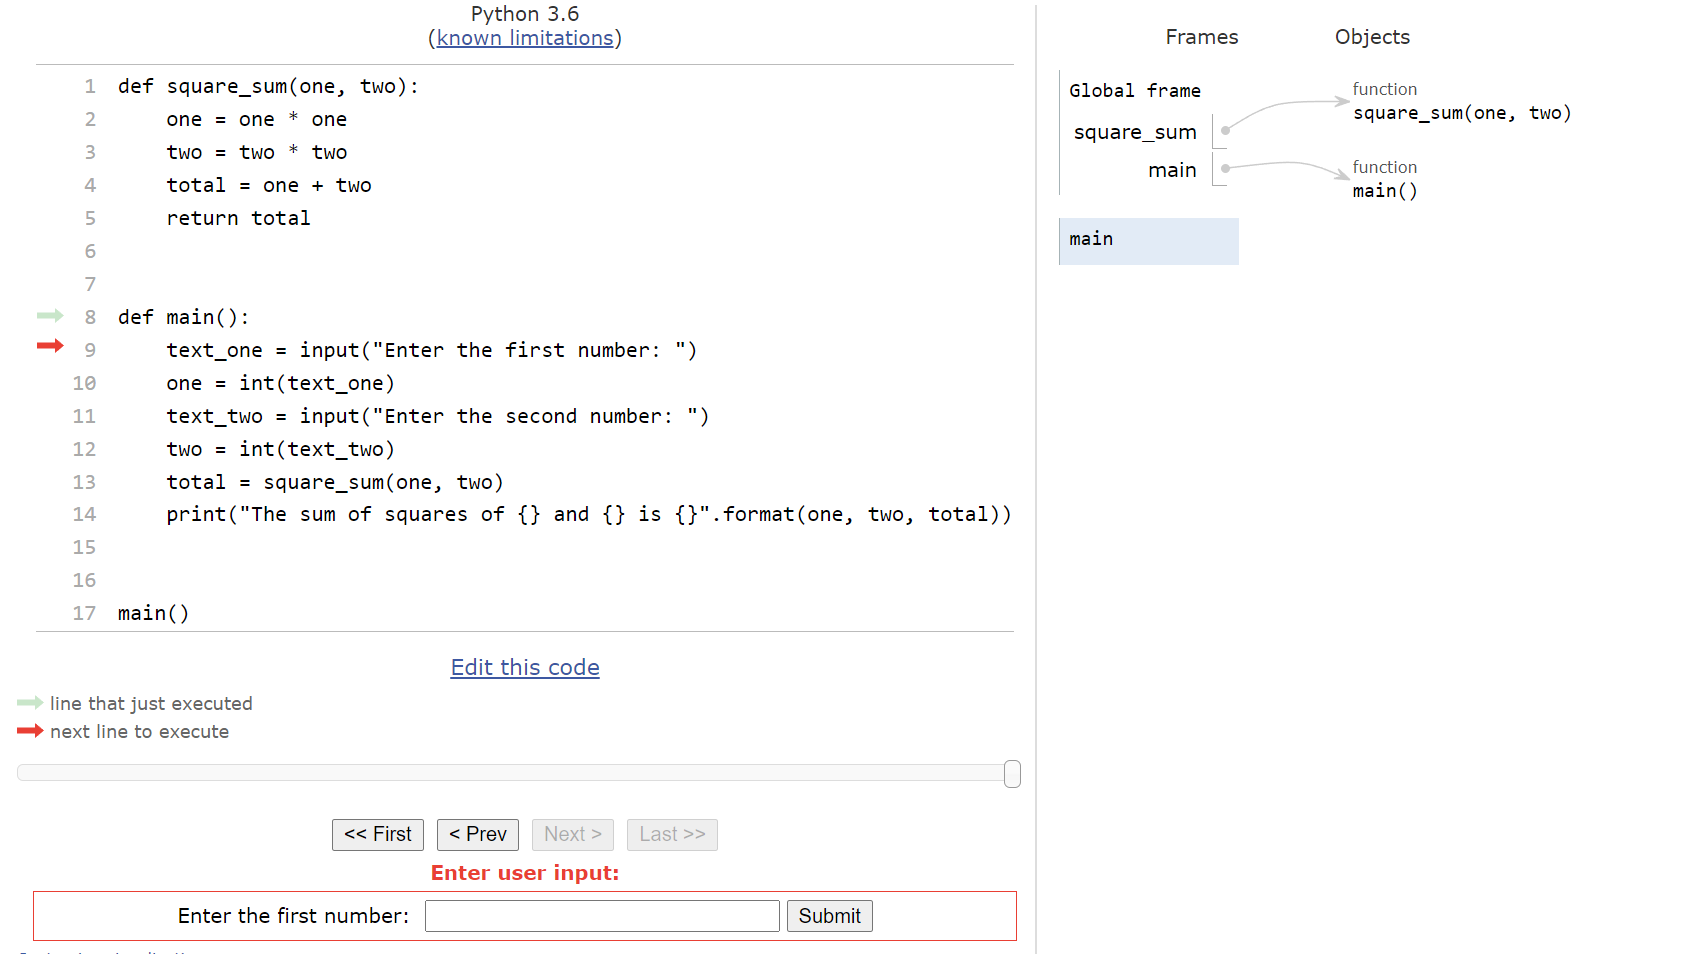 Python 3.6
(known limitations)
1 def square_sum(one, two):
2     one = one * one
3     two = two * two
4     total = one + two
5     return total
6
7
8 def main():
9     text_one = input("Enter the first number: ")
10     one = int(text_one)
11     text_two = input("Enter the second number: ")
12     two = int(text_two)
13     total = square_sum(one, two)
14     print("The sum of squares of {} and {} is {}".format(one, two, total))
15
16
17 main()
Edit this code
line that just executed
next line to execute
<< First < Prev Next > Last >>
Enter user input:
Enter the first number: Submit
Frames Objects
Global frame
square_sum
main
function
square_sum(one, two)
function
main()
main